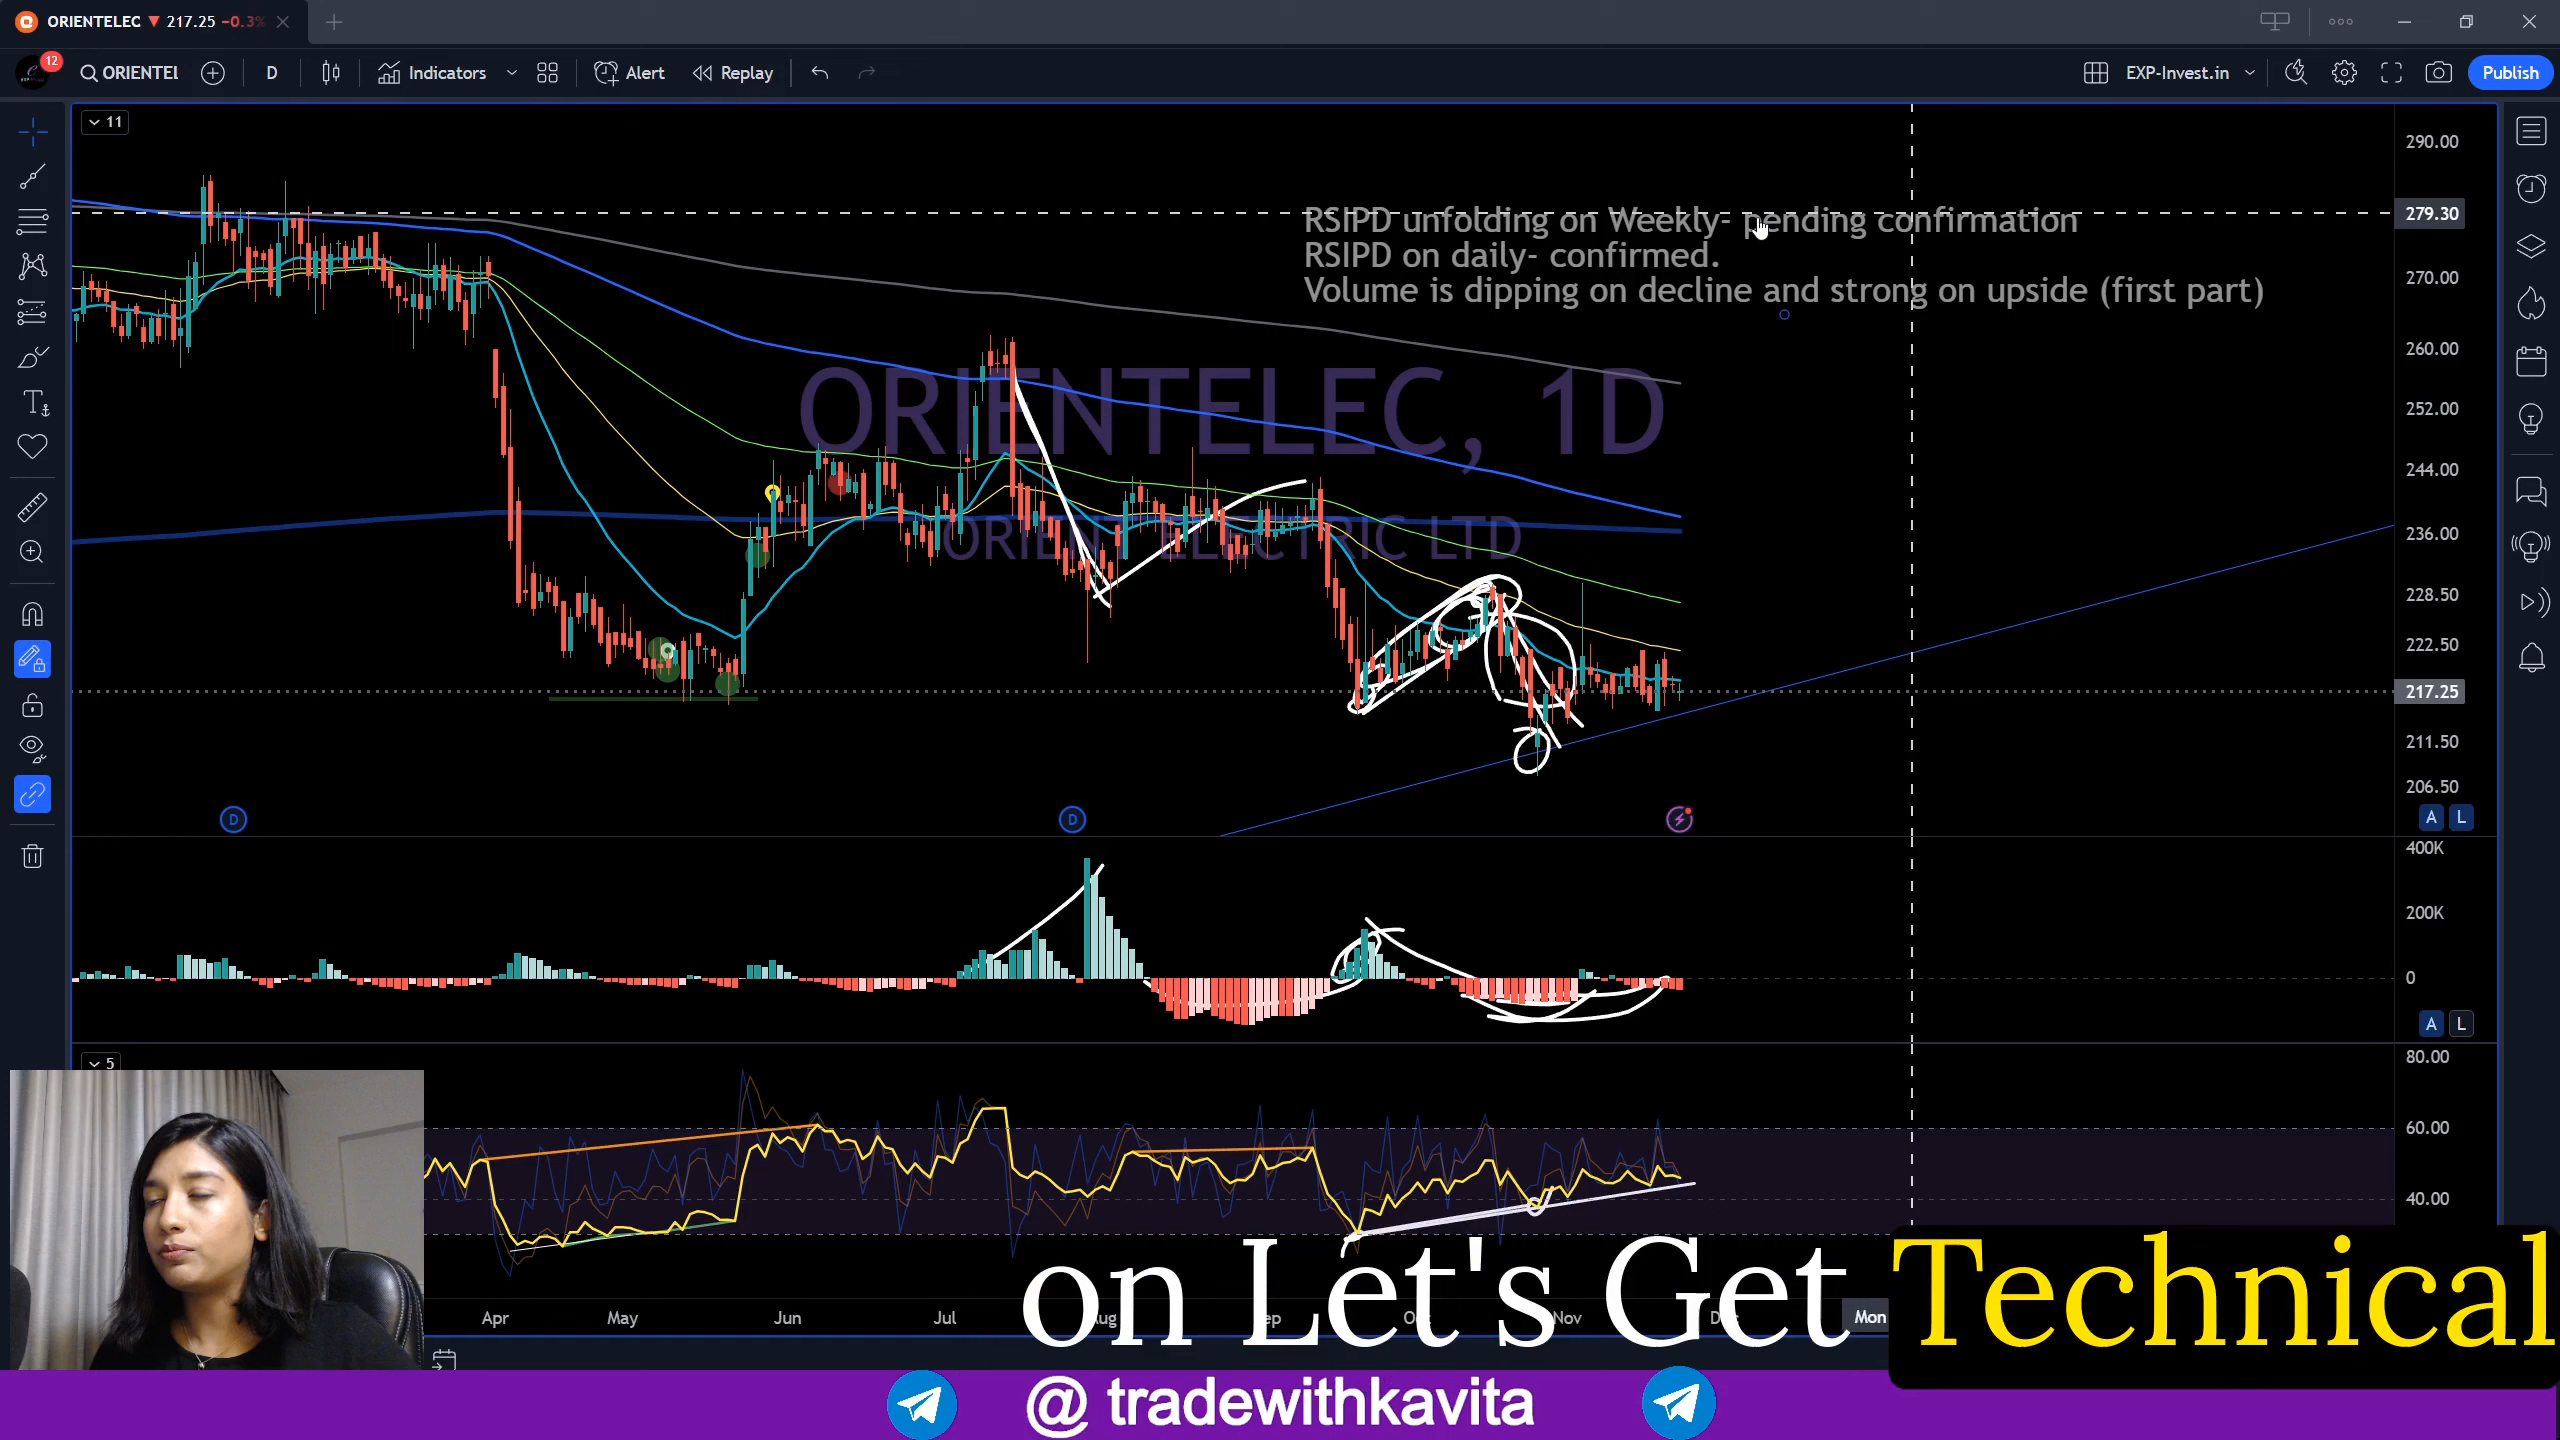 ORIENTELEC ▼ 217.25 −0.3%
12
ORIENTEL
D
Indicators
Alert
Replay
EXP-Invest.in
Publish
11
290.00
RSIPD unfolding on Weekly- pending confirmation
279.30
RSIPD on daily- confirmed.
270.00
Volume is dipping on decline and strong on upside (first part)
260.00
ORIENTELEC, 1D
252.00
244.00
236.00
ORIENT ELECTRIC LTD
228.50
222.50
217.25
211.50
206.50
D
D
A L
400K
200K
0
A L
5
80.00
60.00
40.00
on Let's Get Technical
Apr May Jun Jul Nov Mon
@ tradewithkavita